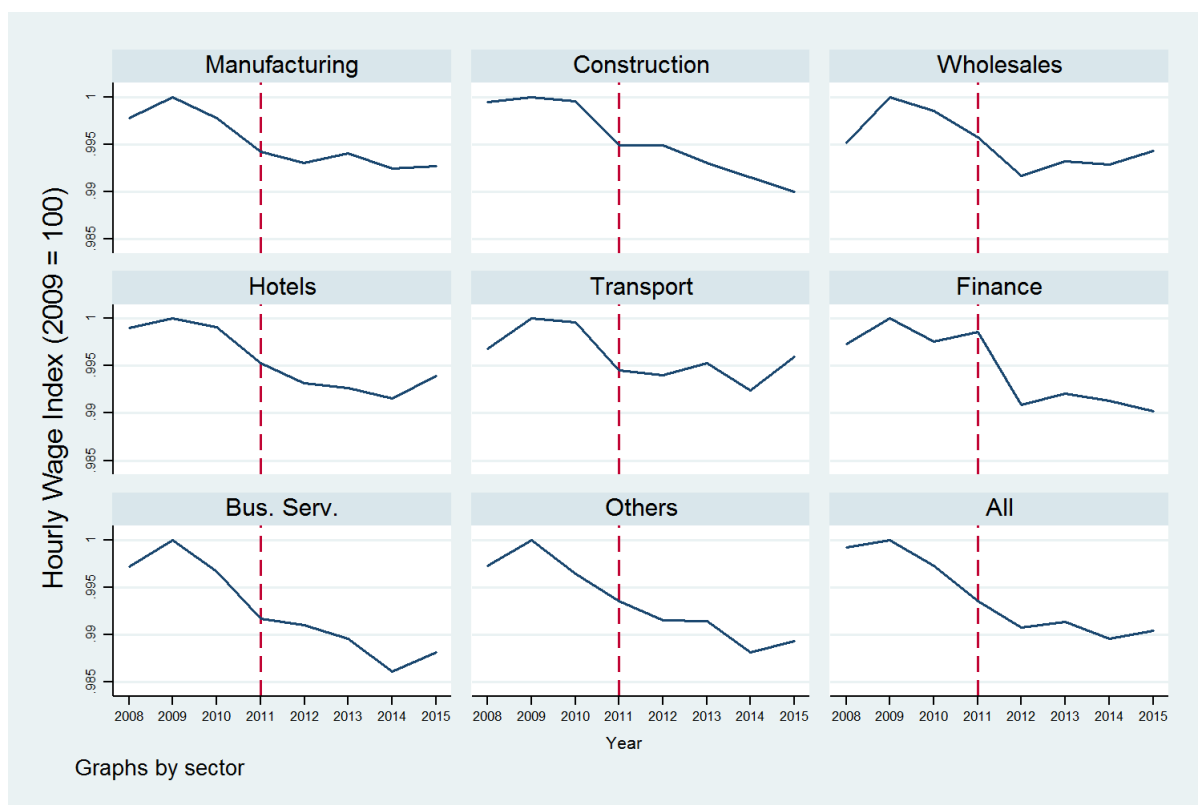 Manufacturing
Construction
Wholesales
1
.995
.99
.985
Hotels
Transport
Finance
1
.995
.99
.985
Bus. Serv.
Others
All
1
.995
.99
.985
Hourly Wage Index (2009 = 100)
2008 2009 2010 2011 2012 2013 2014 2015
2008 2009 2010 2011 2012 2013 2014 2015
2008 2009 2010 2011 2012 2013 2014 2015
Year
Graphs by sector